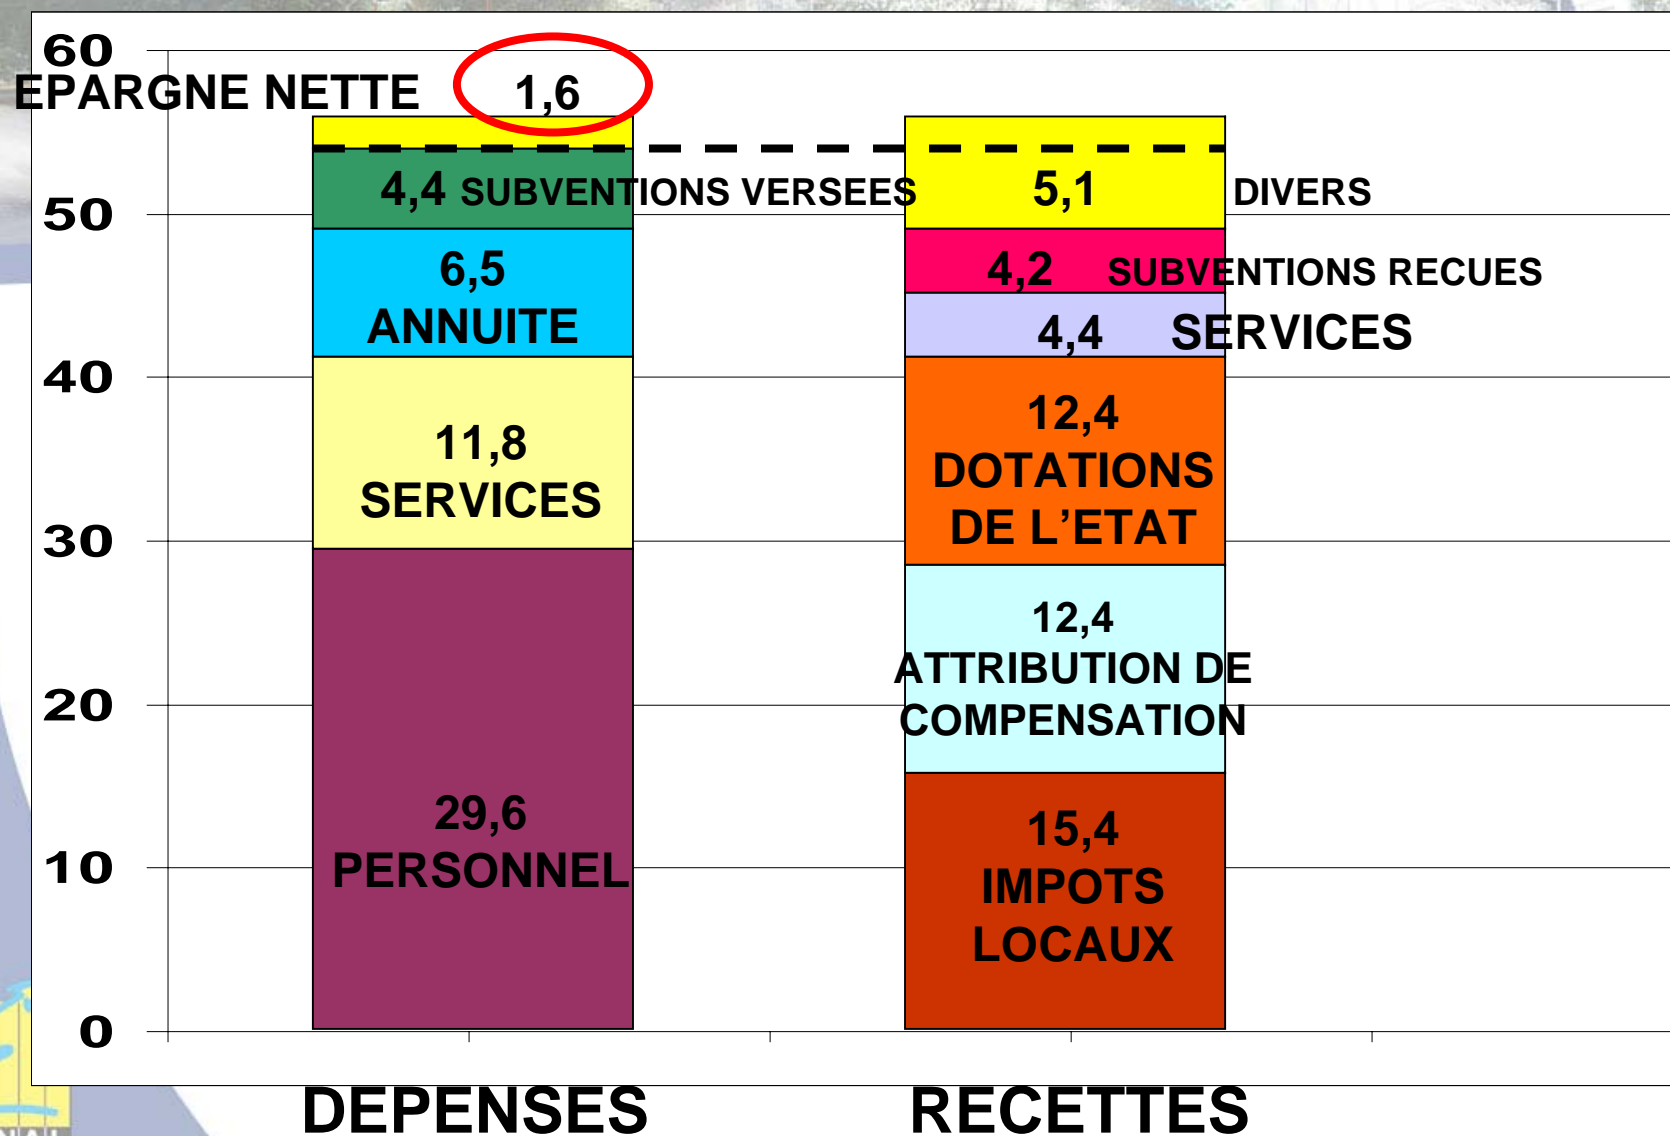 60
EPARGNE NETTE 1,6
4,4 SUBVENTIONS VERSEES 5,1 DIVERS
50
6,5
ANNUITE
4,2 SUBVENTIONS RECUES
4,4 SERVICES
40
11,8
SERVICES
12,4
DOTATIONS
DE L’ETAT
30
12,4
ATTRIBUTION DE
COMPENSATION
20
29,6
PERSONNEL
15,4
IMPOTS
LOCAUX
10
0
DEPENSES RECETTES